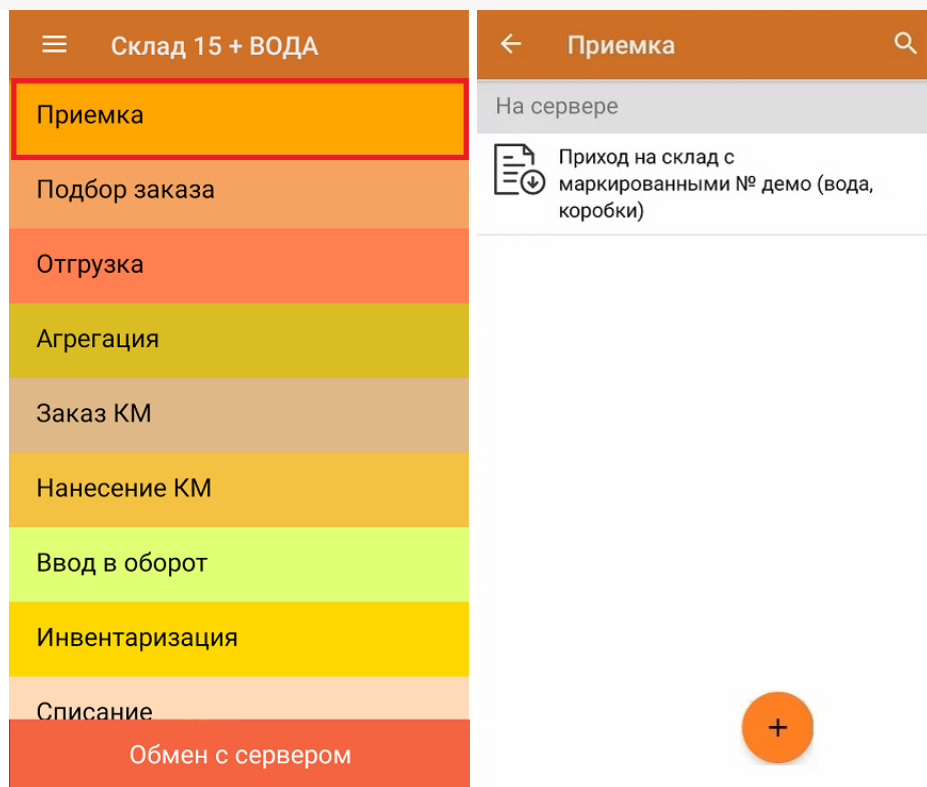 Склад 15 + ВОДА
Приемка
Подбор заказа
Отгрузка
Агрегация
Заказ КМ
Нанесение КМ
Ввод в оборот
Инвентаризация
Списание
Обмен с сервером
Приемка
На сервере
Приход на склад с
маркированными № демо (вода,
коробки)
+